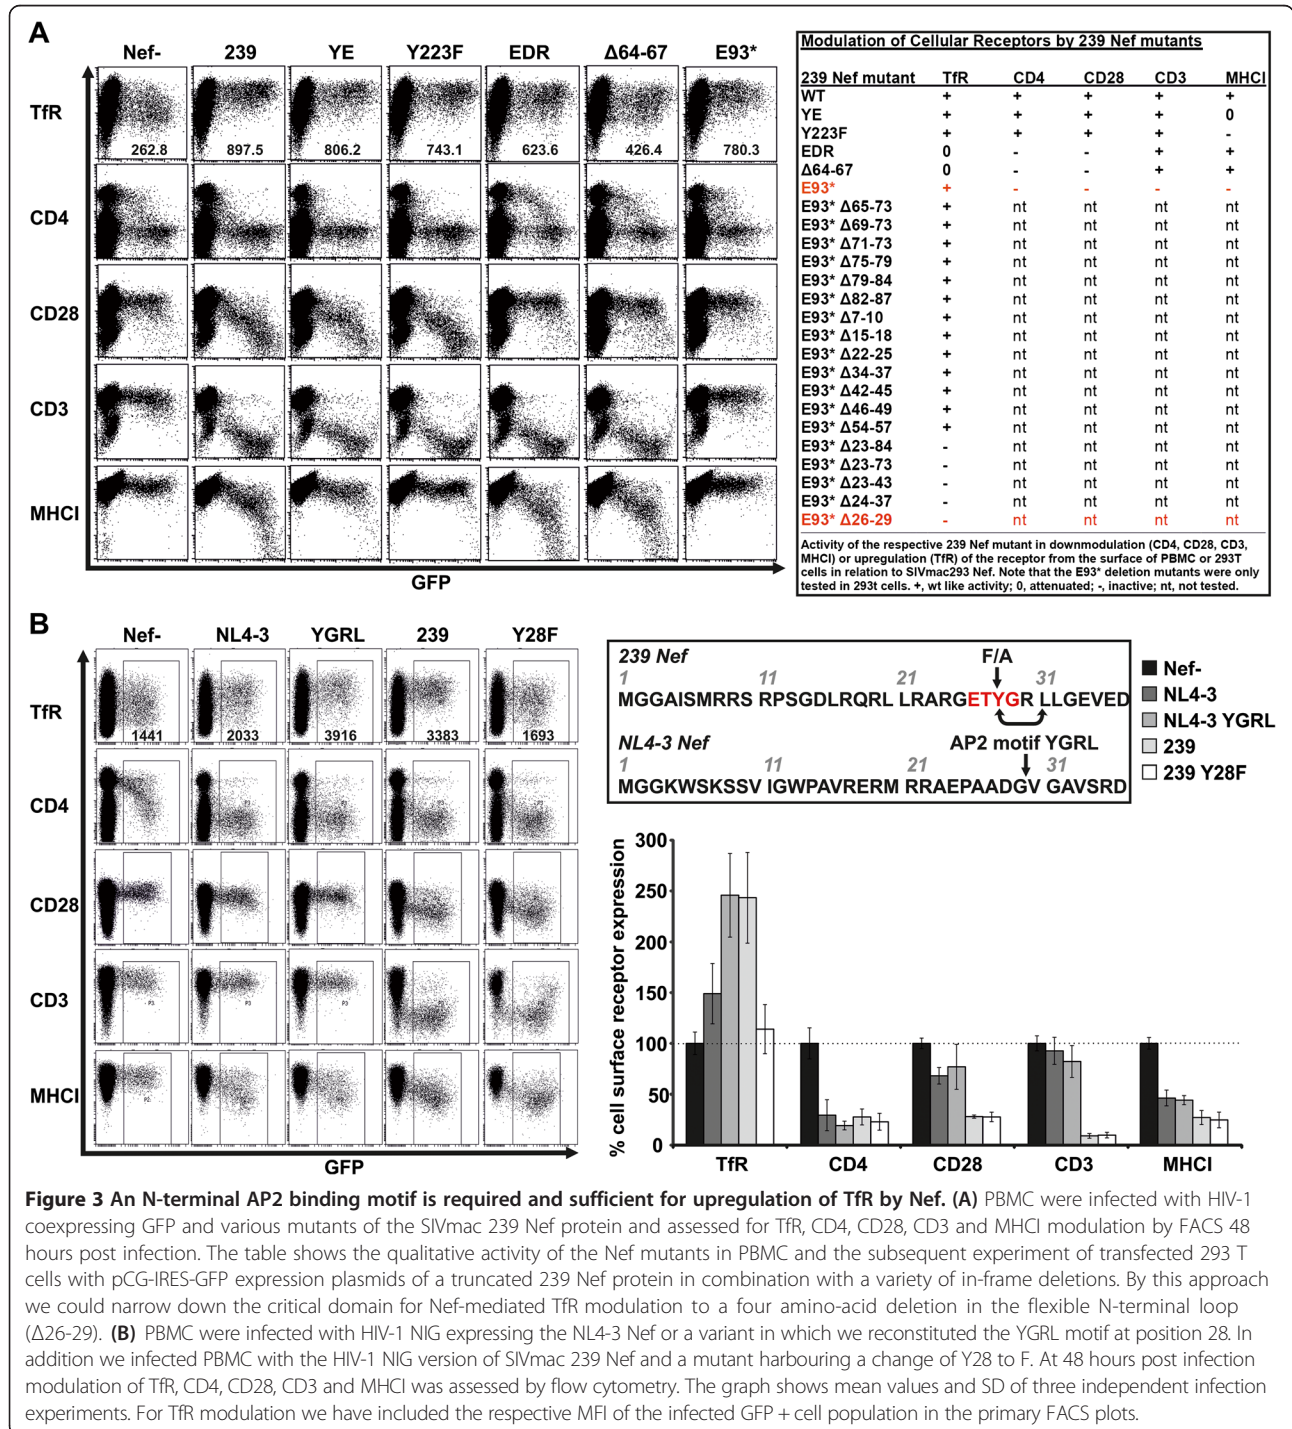 A
Nef- 239 YE Y223F EDR Δ64-67 E93*
TfR
262.8 897.5 806.2 743.1 623.6 426.4 780.3
CD4
CD28
CD3
MHCI
GFP
Modulation of Cellular Receptors by 239 Nef mutants
239 Nef mutant TfR CD4 CD28 CD3 MHCI
WT + + + + +
YE + + + + 0
Y223F + + + + -
EDR 0 - - + +
Δ64-67 0 - - + +
E93* + - - - -
E93* Δ65-73 + nt nt nt nt
E93* Δ69-73 + nt nt nt nt
E93* Δ71-73 + nt nt nt nt
E93* Δ75-79 + nt nt nt nt
E93* Δ79-84 + nt nt nt nt
E93* Δ82-87 + nt nt nt nt
E93* Δ7-10 + nt nt nt nt
E93* Δ15-18 + nt nt nt nt
E93* Δ22-25 + nt nt nt nt
E93* Δ34-37 + nt nt nt nt
E93* Δ42-45 + nt nt nt nt
E93* Δ46-49 + nt nt nt nt
E93* Δ54-57 + nt nt nt nt
E93* Δ23-84 - nt nt nt nt
E93* Δ23-73 - nt nt nt nt
E93* Δ23-43 - nt nt nt nt
E93* Δ24-37 - nt nt nt nt
E93* Δ26-29 - nt nt nt nt
Activity of the respective 239 Nef mutant in downmodulation (CD4, CD28, CD3,
MHCI) or upregulation (TfR) of the receptor from the surface of PBMC or 293T
cells in relation to SIVmac293 Nef. Note that the E93* deletion mutants were only
tested in 293t cells. +, wt like activity; 0, attenuated; -, inactive; nt, not tested.
B
Nef- NL4-3 YGRL 239 Y28F
TfR
1441 2033 3916 3383 1693
CD4
CD28
CD3
MHCI
GFP
239 Nef F/A
1 11 21 31
MGGAISMRRS RPSGDLRQRL LRARGETYGR LLGEVED
NL4-3 Nef AP2 motif YGRL
1 11 21 31
MGGKWSKSSV IGWPAVRERM RRAEPAADGV GAVSRD
Nef-
NL4-3
NL4-3 YGRL
239
239 Y28F
% cell surface receptor expression
300
250
200
150
100
50
0
TfR CD4 CD28 CD3 MHCI
Figure 3 An N-terminal AP2 binding motif is required and sufficient for upregulation of TfR by Nef. (A) PBMC were infected with HIV-1
coexpressing GFP and various mutants of the SIVmac 239 Nef protein and assessed for TfR, CD4, CD28, CD3 and MHCI modulation by FACS 48
hours post infection. The table shows the qualitative activity of the Nef mutants in PBMC and the subsequent experiment of transfected 293 T
cells with pCG-IRES-GFP expression plasmids of a truncated 239 Nef protein in combination with a variety of in-frame deletions. By this approach
we could narrow down the critical domain for Nef-mediated TfR modulation to a four amino-acid deletion in the flexible N-terminal loop
(Δ26-29). (B) PBMC were infected with HIV-1 NIG expressing the NL4-3 Nef or a variant in which we reconstituted the YGRL motif at position 28. In
addition we infected PBMC with the HIV-1 NIG version of SIVmac 239 Nef and a mutant harbouring a change of Y28 to F. At 48 hours post infection
modulation of TfR, CD4, CD28, CD3 and MHCI was assessed by flow cytometry. The graph shows mean values and SD of three independent infection
experiments. For TfR modulation we have included the respective MFI of the infected GFP + cell population in the primary FACS plots.